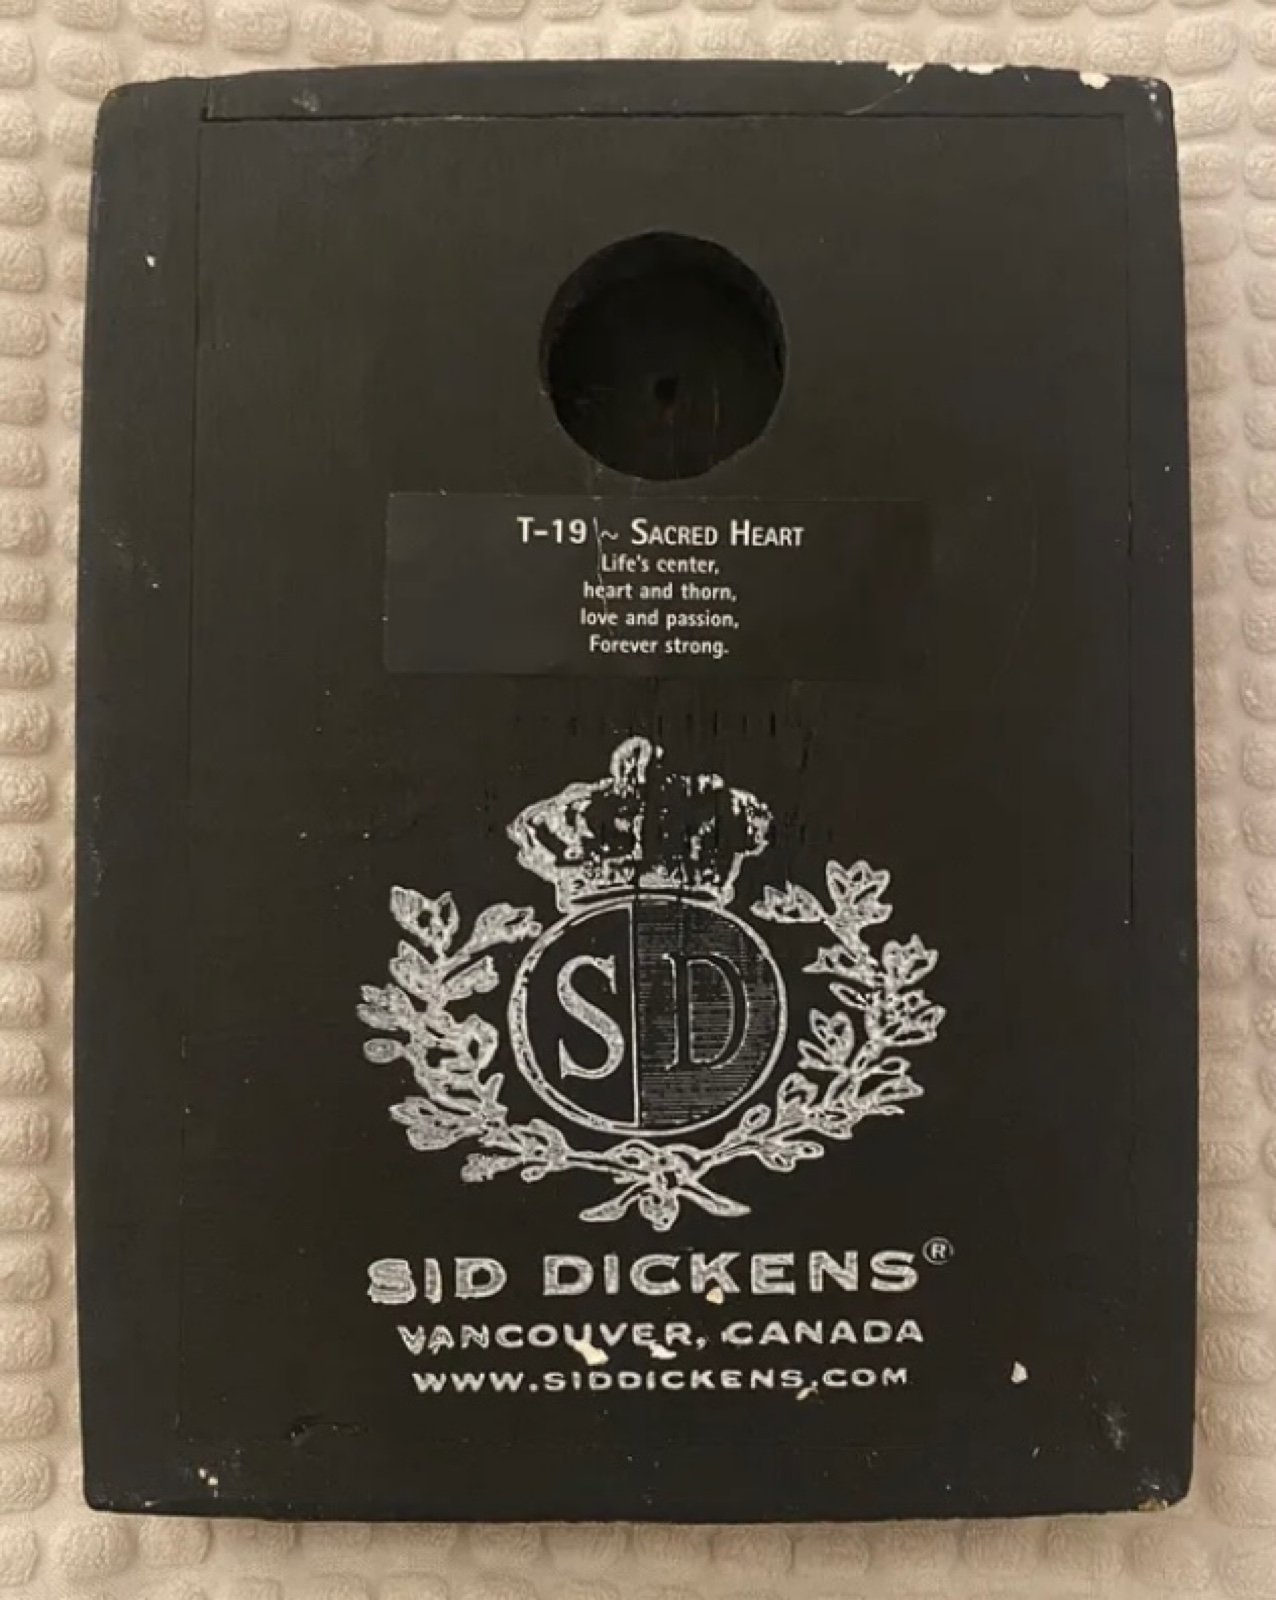 T-19 ~ SACRED HEART
Life's center,
heart and thorn,
love and passion,
Forever strong.
SD
SID DICKENS®
VANCOUVER, CANADA
WWW.SIDDICKENS.COM